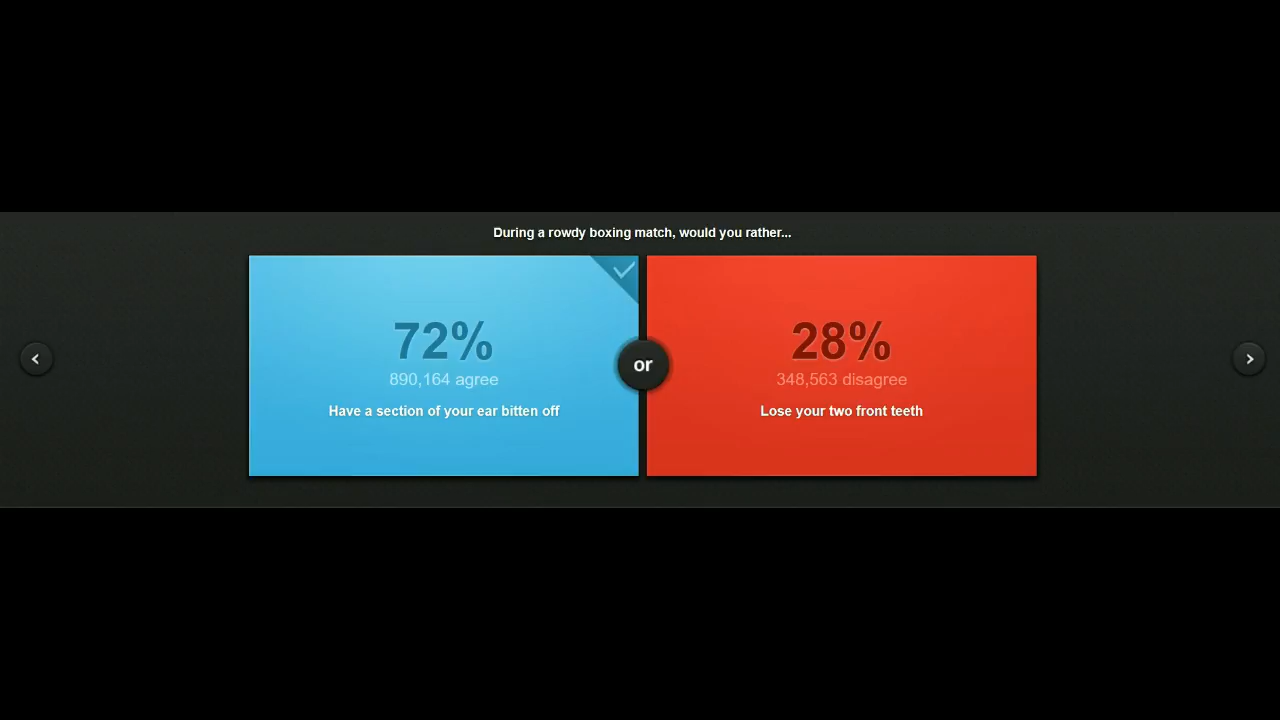 During a rowdy boxing match, would you rather...
72%
890,164 agree
Have a section of your ear bitten off
or
28%
348,563 disagree
Lose your two front teeth